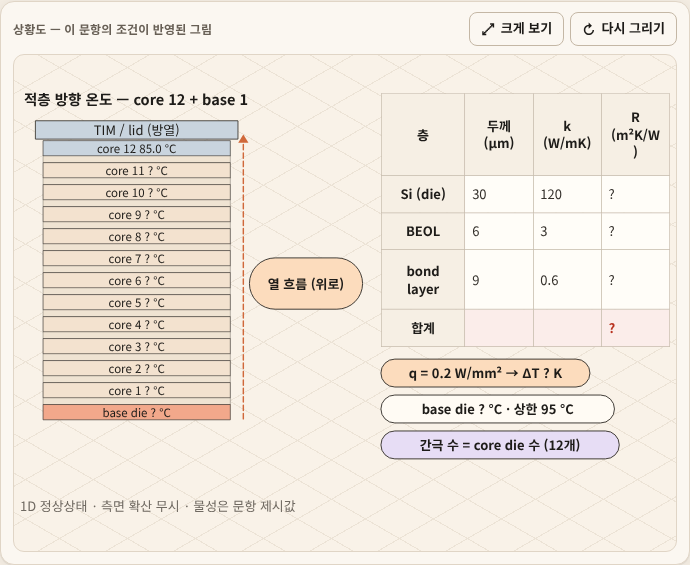 상황도 — 이 문항의 조건이 반영된 그림
크게 보기
다시 그리기
적층 방향 온도 — core 12 + base 1
TIM / lid (방열)
core 12 85.0 °C
core 11 ? °C
core 10 ? °C
core 9 ? °C
core 8 ? °C
core 7 ? °C
core 6 ? °C
core 5 ? °C
core 4 ? °C
core 3 ? °C
core 2 ? °C
core 1 ? °C
base die ? °C
열 흐름 (위로)
층
두께
(μm)
k
(W/mK)
R
(m²K/W
)
Si (die) 30 120 ?
BEOL 6 3 ?
bond
layer 9 0.6 ?
합계 ?
q = 0.2 W/mm² → ΔT ? K
base die ? °C · 상한 95 °C
간극 수 = core die 수 (12개)
1D 정상상태 · 측면 확산 무시 · 물성은 문항 제시값